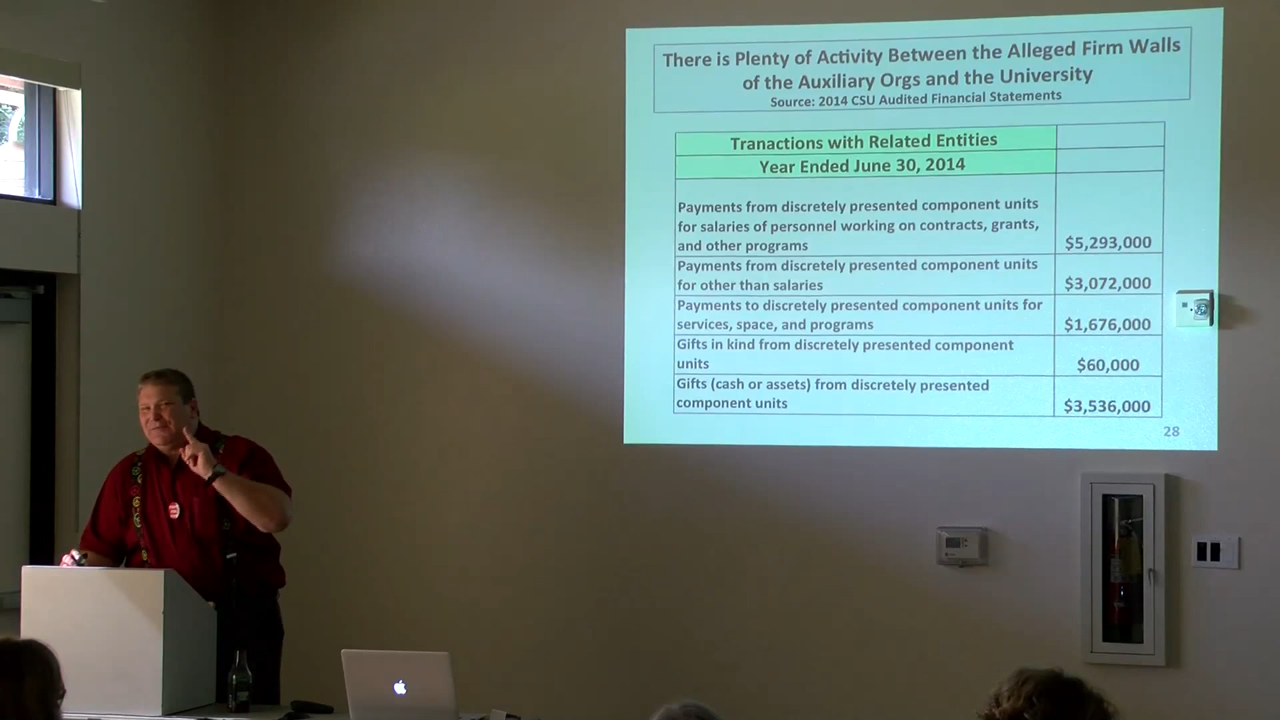 There is Plenty of Activity Between the Alleged Firm Walls
of the Auxiliary Orgs and the University
Source: 2014 CSU Audited Financial Statements
Tranactions with Related Entities
Year Ended June 30, 2014
Payments from discretely presented component units
for salaries of personnel working on contracts, grants,
and other programs
$5,293,000
Payments from discretely presented component units
for other than salaries
$3,072,000
Payments to discretely presented component units for
services, space, and programs
$1,676,000
Gifts in kind from discretely presented component
units
$60,000
Gifts (cash or assets) from discretely presented
component units
$3,536,000
28